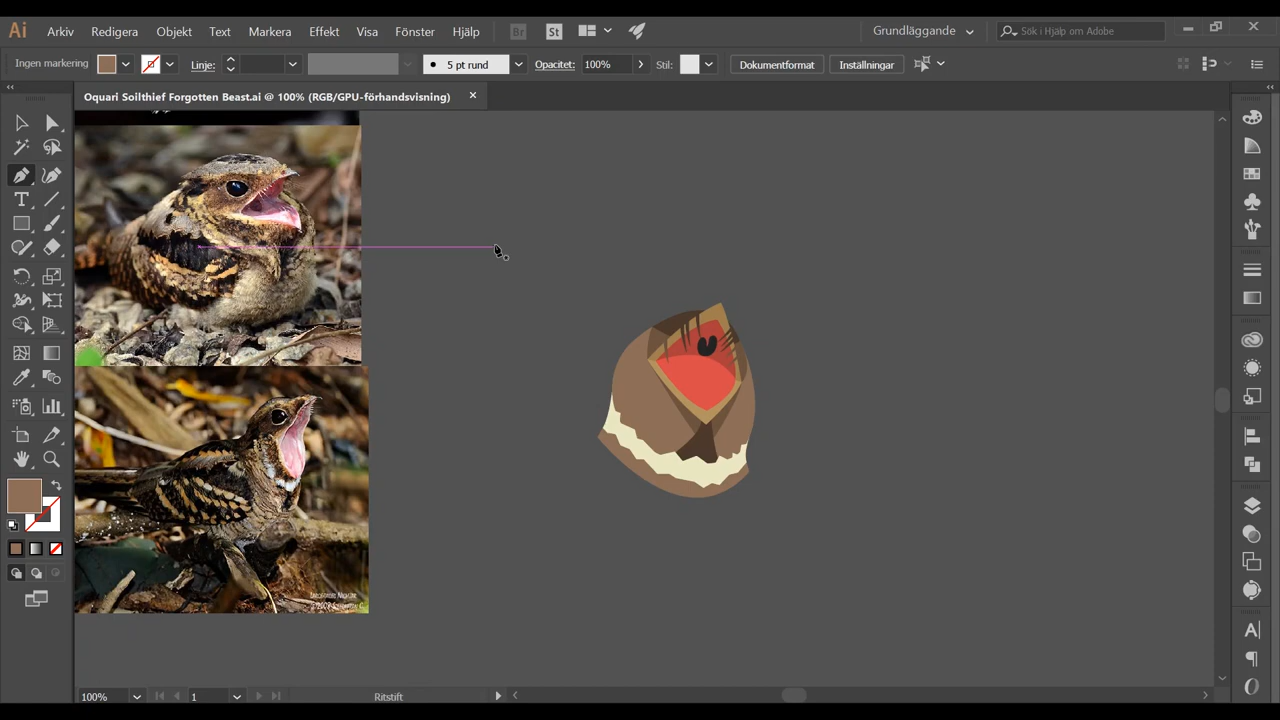 Ai Arkiv Redigera Objekt Text Markera Effekt Visa Fönster Hjälp Br St Grundläggande Sök i Hjälp om Adobe
Ingen markering Linje: 5 pt rund Opacitet: 100% Stil: Dokumentformat Inställningar
Oquari Soilthief Forgotten Beast.ai @ 100% (RGB/GPU-förhandsvisning)
100% 1 Ritstift